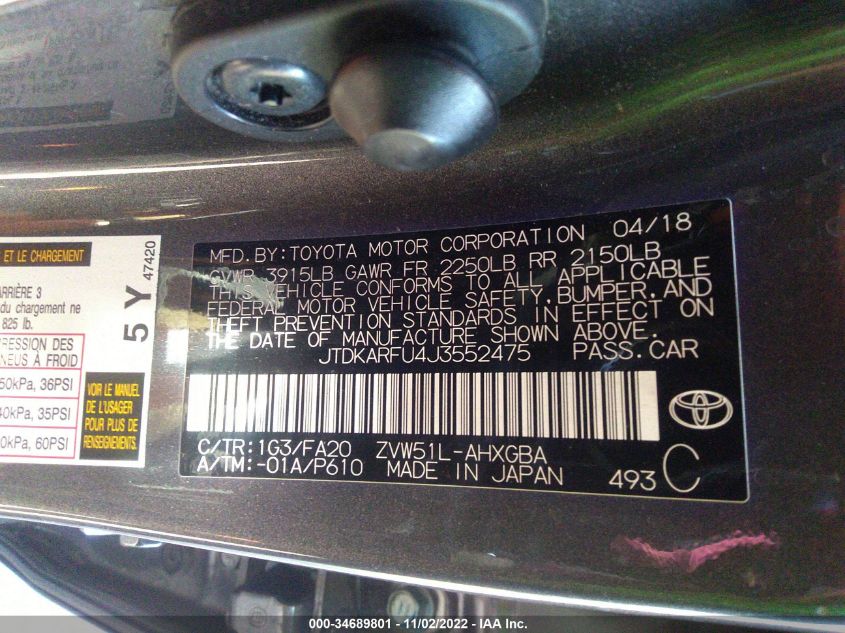 MFD. BY: TOYOTA MOTOR CORPORATION 04/18
GVWR 3915LB GAWR FR 2250LB RR 2150LB
THIS VEHICLE CONFORMS TO ALL APPLICABLE
FEDERAL MOTOR VEHICLE SAFETY, BUMPER, AND
THEFT PREVENTION STANDARDS IN EFFECT ON
THE DATE OF MANUFACTURE SHOWN ABOVE.
JTDKARFU4J3552475 PASS. CAR
C/TR: 1G3/FA20 ZVW51L-AHXGBA
A/TM: -01A/P610 MADE IN JAPAN 493 C
ET LE CHARGEMENT
ARRIÈRE 3
du chargement ne
825 lb.
5 Y 47420
PRESSION DES
PNEUS À FROID
50kPa, 36PSI
40kPa, 35PSI
0kPa, 60PSI
VOIR LE MANUEL
DE L'USAGER
POUR PLUS DE
RENSEIGNEMENTS.
000-34689801 - 11/02/2022 - IAA Inc.